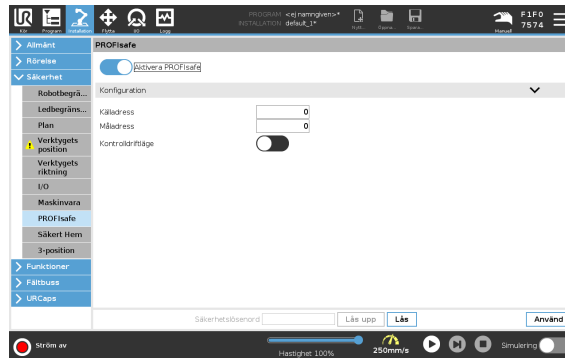 PROGRAM <ej namngiven>*
INSTALLATION default_1*
F1F0
7574
Kör
Program
Installation
Flytta
I/O
Logg
Nytt...
Öppna...
Spara...
Manuell
Allmänt
Rörelse
Säkerhet
Robotbegrä...
Ledbegräns...
Plan
Verktygets
position
Verktygets
riktning
I/O
Maskinvara
PROFIsafe
Säkert Hem
3-position
Funktioner
Fältbuss
URCaps
PROFIsafe
Aktivera PROFIsafe
Konfiguration
Källadress 0
Måladress 0
Kontrolldriftläge
Säkerhetslösenord
Lås upp
Lås
Använd
Ström av
Hastighet 100%
250mm/s
Simulering